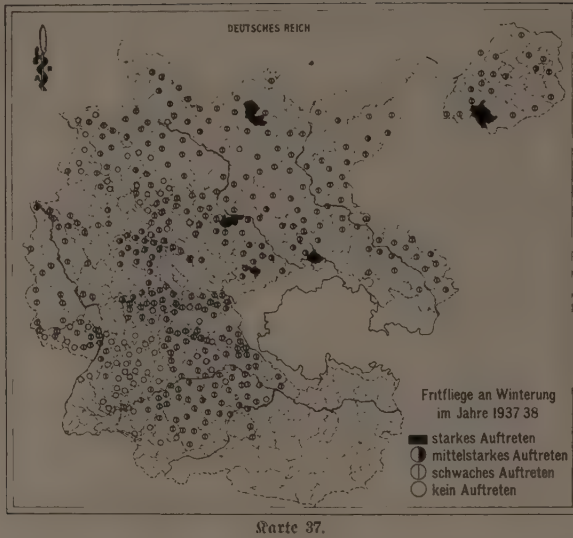 DEUTSCHES REICH
Fritfliege an Winterung
im Jahre 1937 38
starkes Auftreten
mittelstarkes Auftreten
schwaches Auftreten
kein Auftreten
Karte 37.